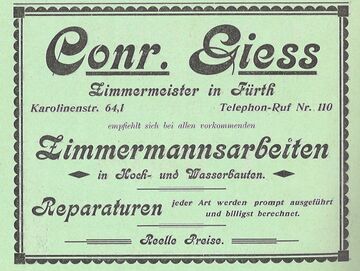 Conr. Giess
Zimmermeister in Fürth
Karolinenstr. 64,I Telephon-Ruf Nr. 110
empfiehlt sich bei allen vorkommenden
Zimmermannsarbeiten
in Hoch- und Wasserbauten.
Reparaturen jeder Art werden prompt ausgeführt
und billigst berechnet.
Reelle Preise.